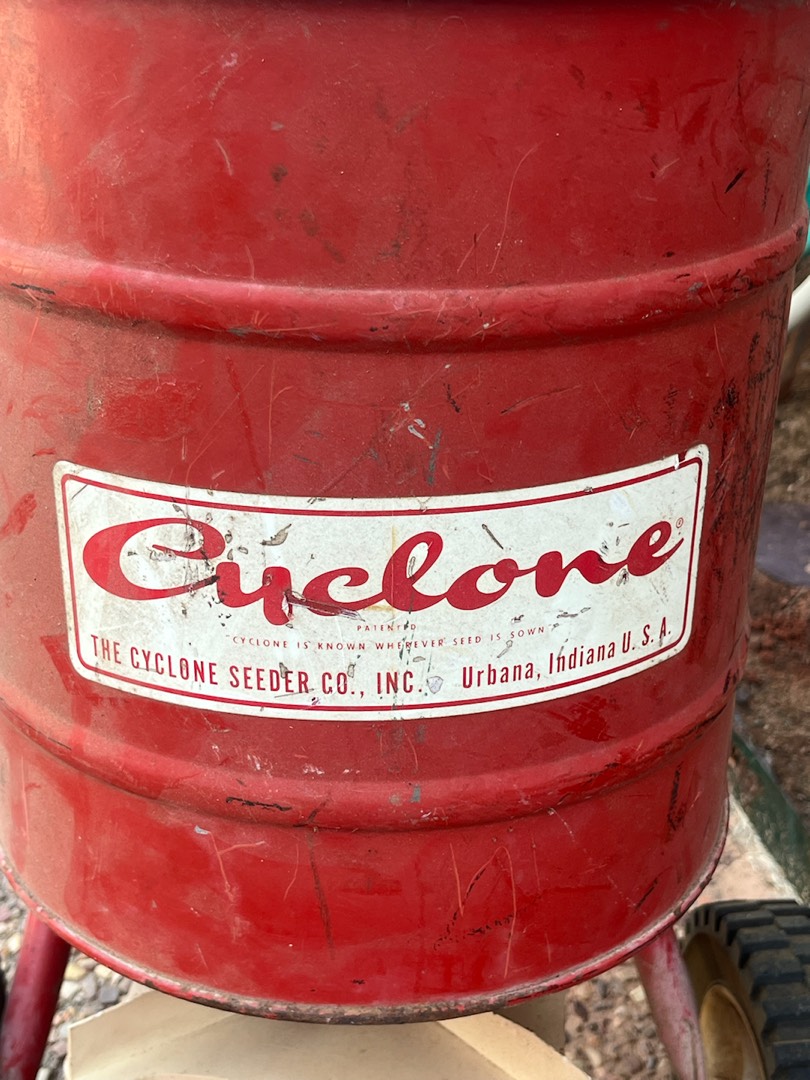 Cyclone®
PATENTED
"CYCLONE IS KNOWN WHEREVER SEED IS SOWN"
THE CYCLONE SEEDER CO., INC. Urbana, Indiana U. S. A.